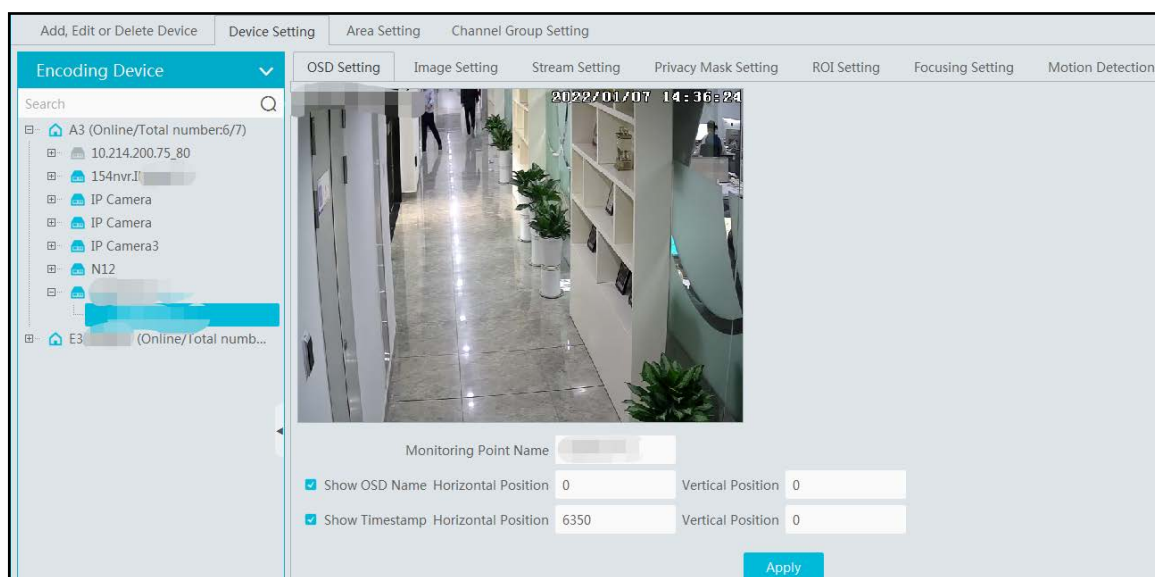 Add, Edit or Delete Device Device Setting Area Setting Channel Group Setting
Encoding Device
OSD Setting Image Setting Stream Setting Privacy Mask Setting ROI Setting Focusing Setting Motion Detection
Search
2022/01/07 14:36:24
A3 (Online/Total number:6/7)
10.214.200.75_80
154nvr.
IP Camera
IP Camera
IP Camera3
N12
E3 (Online/Total numb...
Monitoring Point Name
Show OSD Name Horizontal Position 0 Vertical Position 0
Show Timestamp Horizontal Position 6350 Vertical Position 0
Apply